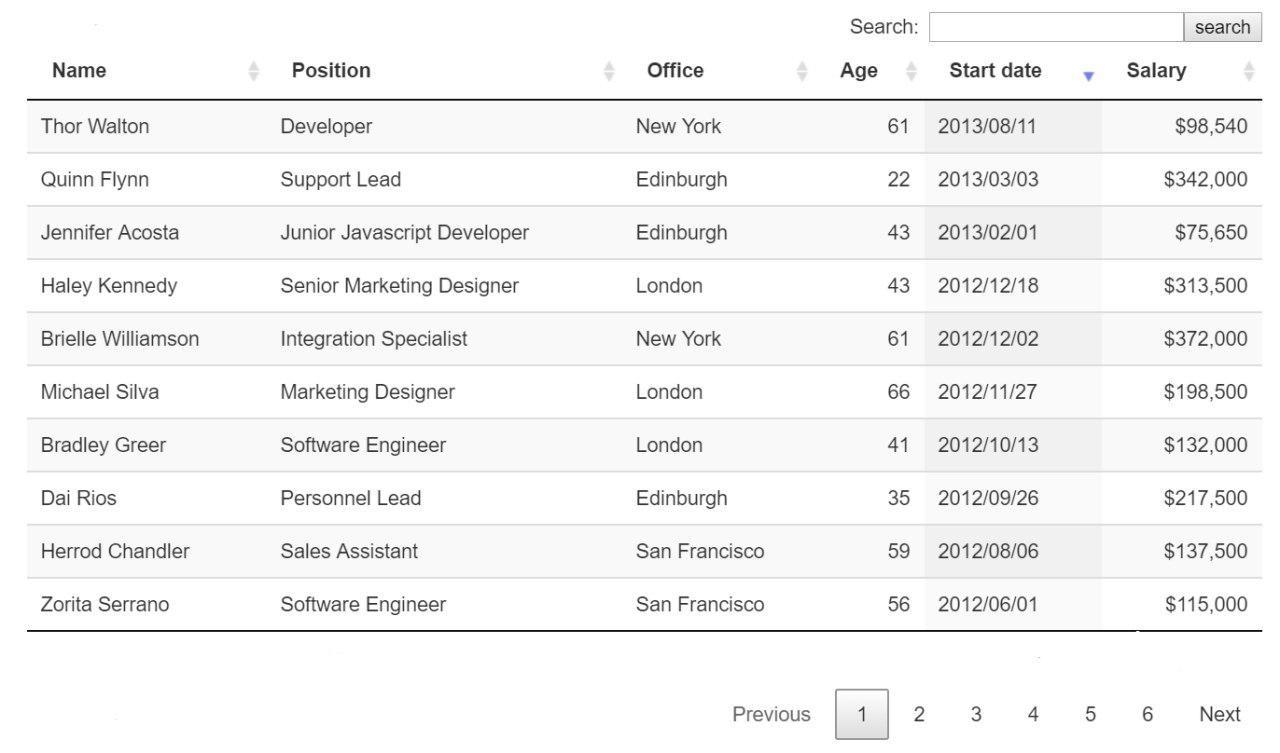 Search: search
Name Position Office Age Start date Salary
Thor Walton Developer New York 61 2013/08/11 $98,540
Quinn Flynn Support Lead Edinburgh 22 2013/03/03 $342,000
Jennifer Acosta Junior Javascript Developer Edinburgh 43 2013/02/01 $75,650
Haley Kennedy Senior Marketing Designer London 43 2012/12/18 $313,500
Brielle Williamson Integration Specialist New York 61 2012/12/02 $372,000
Michael Silva Marketing Designer London 66 2012/11/27 $198,500
Bradley Greer Software Engineer London 41 2012/10/13 $132,000
Dai Rios Personnel Lead Edinburgh 35 2012/09/26 $217,500
Herrod Chandler Sales Assistant San Francisco 59 2012/08/06 $137,500
Zorita Serrano Software Engineer San Francisco 56 2012/06/01 $115,000
Previous 1 2 3 4 5 6 Next